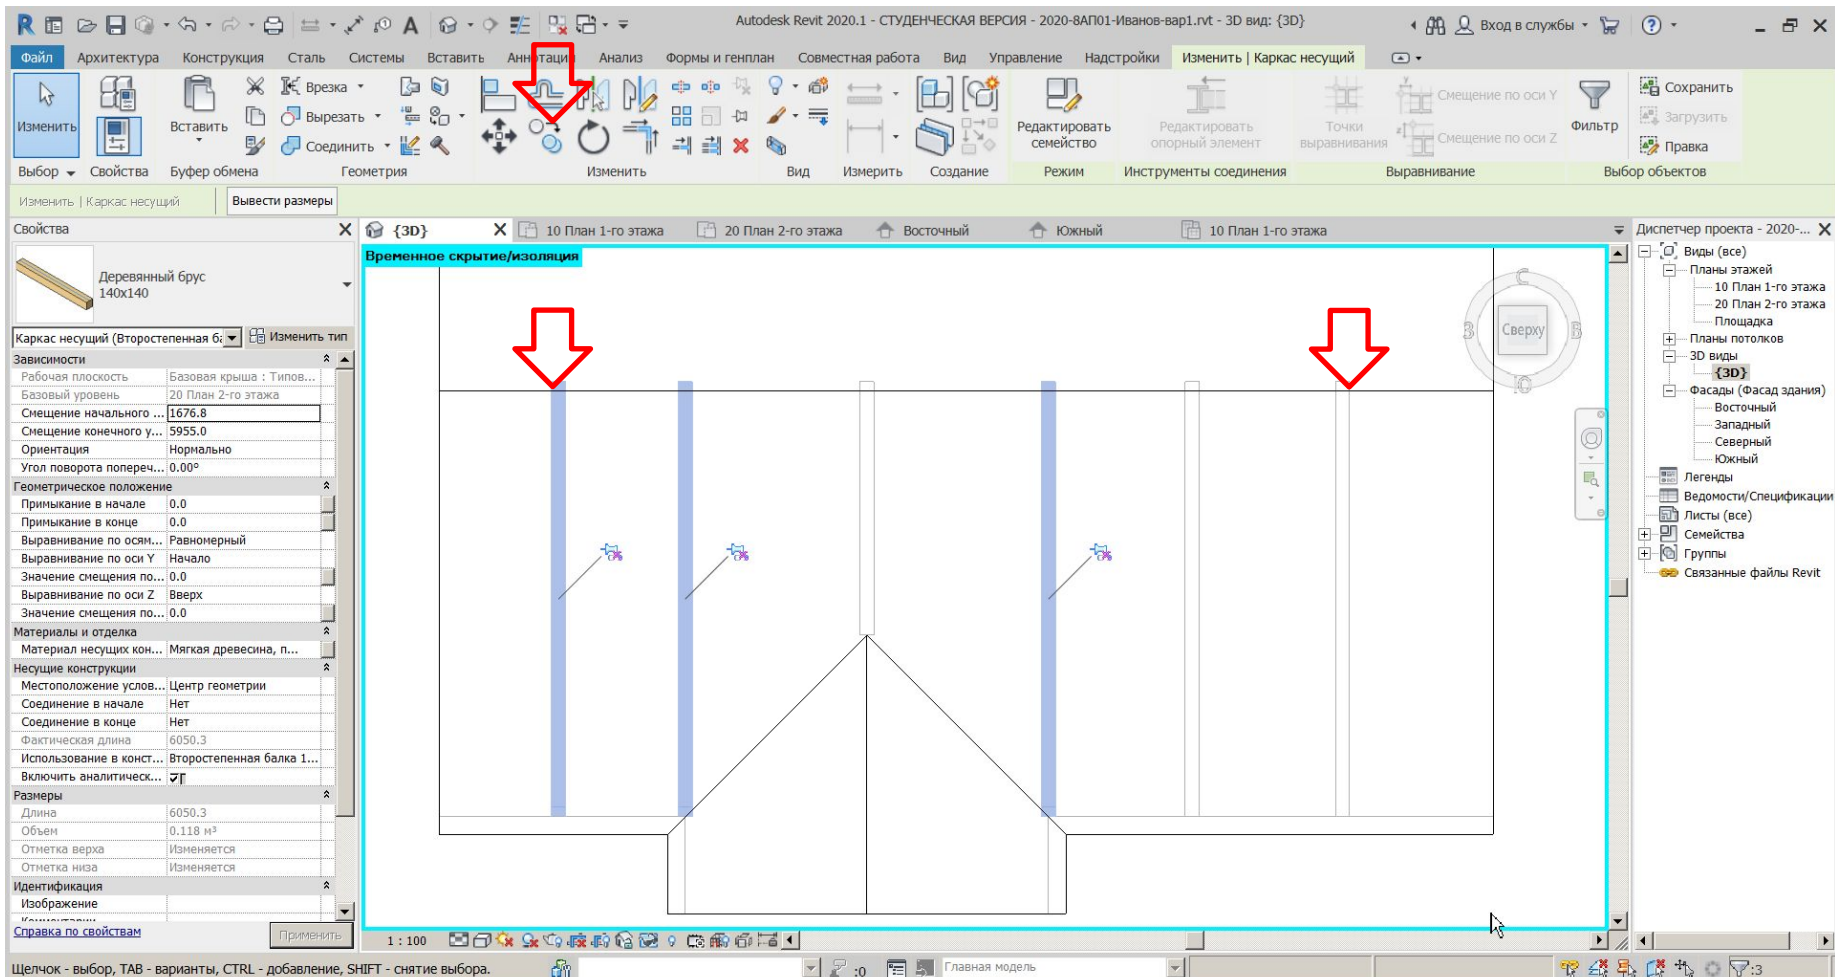 Autodesk Revit 2020.1 - СТУДЕНЧЕСКАЯ ВЕРСИЯ - 2020-8АП01-Иванов-вар1.rvt - 3D вид: {3D}
Вход в службы
Файл Архитектура Конструкция Сталь Системы Вставить Аннотации Анализ Формы и генплан Совместная работа Вид Управление Надстройки Изменить | Каркас несущий
Изменить
Вставить
Врезка
Вырезать
Соединить
Редактировать семейство
Редактировать опорный элемент
Точки выравнивания
Смещение по оси Y
Смещение по оси Z
Фильтр
Сохранить
Загрузить
Правка
Выбор Свойства Буфер обмена Геометрия Изменить Вид Измерить Создание Режим Инструменты соединения Выравнивание Выбор объектов
Изменить | Каркас несущий Вывести размеры
Свойства
{3D} 10 План 1-го этажа 20 План 2-го этажа Восточный Южный 10 План 1-го этажа
Диспетчер проекта - 2020-...
Временное скрытие/изоляция
Деревянный брус
140x140
Каркас несущий (Второстепенная ба Изменить тип
Зависимости
Рабочая плоскость Базовая крыша : Типов...
Базовый уровень 20 План 2-го этажа
Смещение начального ... 1676.8
Смещение конечного у... 5955.0
Ориентация Нормально
Угол поворота попереч... 0.00°
Геометрическое положение
Примыкание в начале 0.0
Примыкание в конце 0.0
Выравнивание по осям... Равномерный
Выравнивание по оси Y Начало
Значение смещения по... 0.0
Выравнивание по оси Z Вверх
Значение смещения по... 0.0
Материалы и отделка
Материал несущих кон... Мягкая древесина, п...
Несущие конструкции
Местоположение услов... Центр геометрии
Соединение в начале Нет
Соединение в конце Нет
Фактическая длина 6050.3
Использование в конст... Второстепенная балка 1...
Включить аналитическ...
Размеры
Длина 6050.3
Объем 0.118 м³
Отметка верха Изменяется
Отметка низа Изменяется
Идентификация
Изображение
Комментарии
Справка по свойствам Применить
С
З Сверху В
Ю
Виды (все)
Планы этажей
10 План 1-го этажа
20 План 2-го этажа
Площадка
Планы потолков
3D виды
{3D}
Фасады (Фасад здания)
Восточный
Западный
Северный
Южный
Легенды
Ведомости/Спецификации
Листы (все)
Семейства
Группы
Связанные файлы Revit
1 : 100
Щелчок - выбор, TAB - варианты, CTRL - добавление, SHIFT - снятие выбора. :0 Главная модель :3